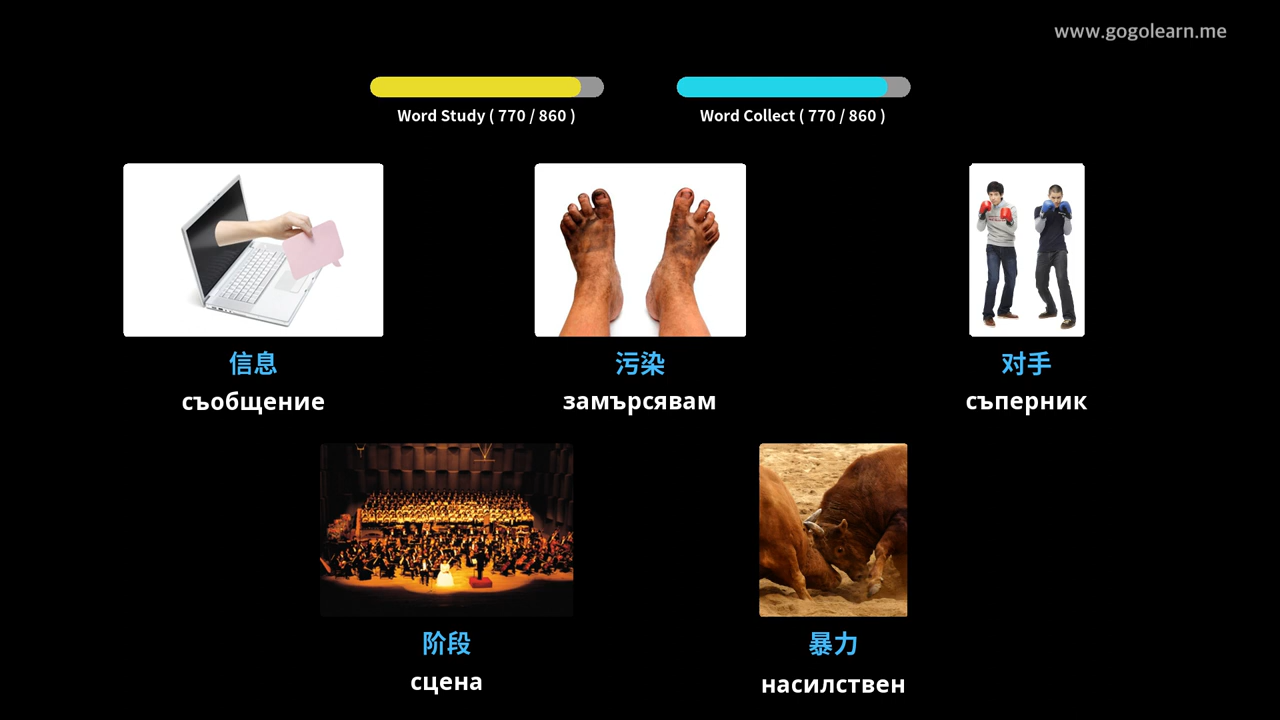 www.gogolearn.me
Word Study ( 770 / 860 )
Word Collect ( 770 / 860 )
信息
съобщение
污染
замърсявам
对手
съперник
阶段
сцена
暴力
насилствен